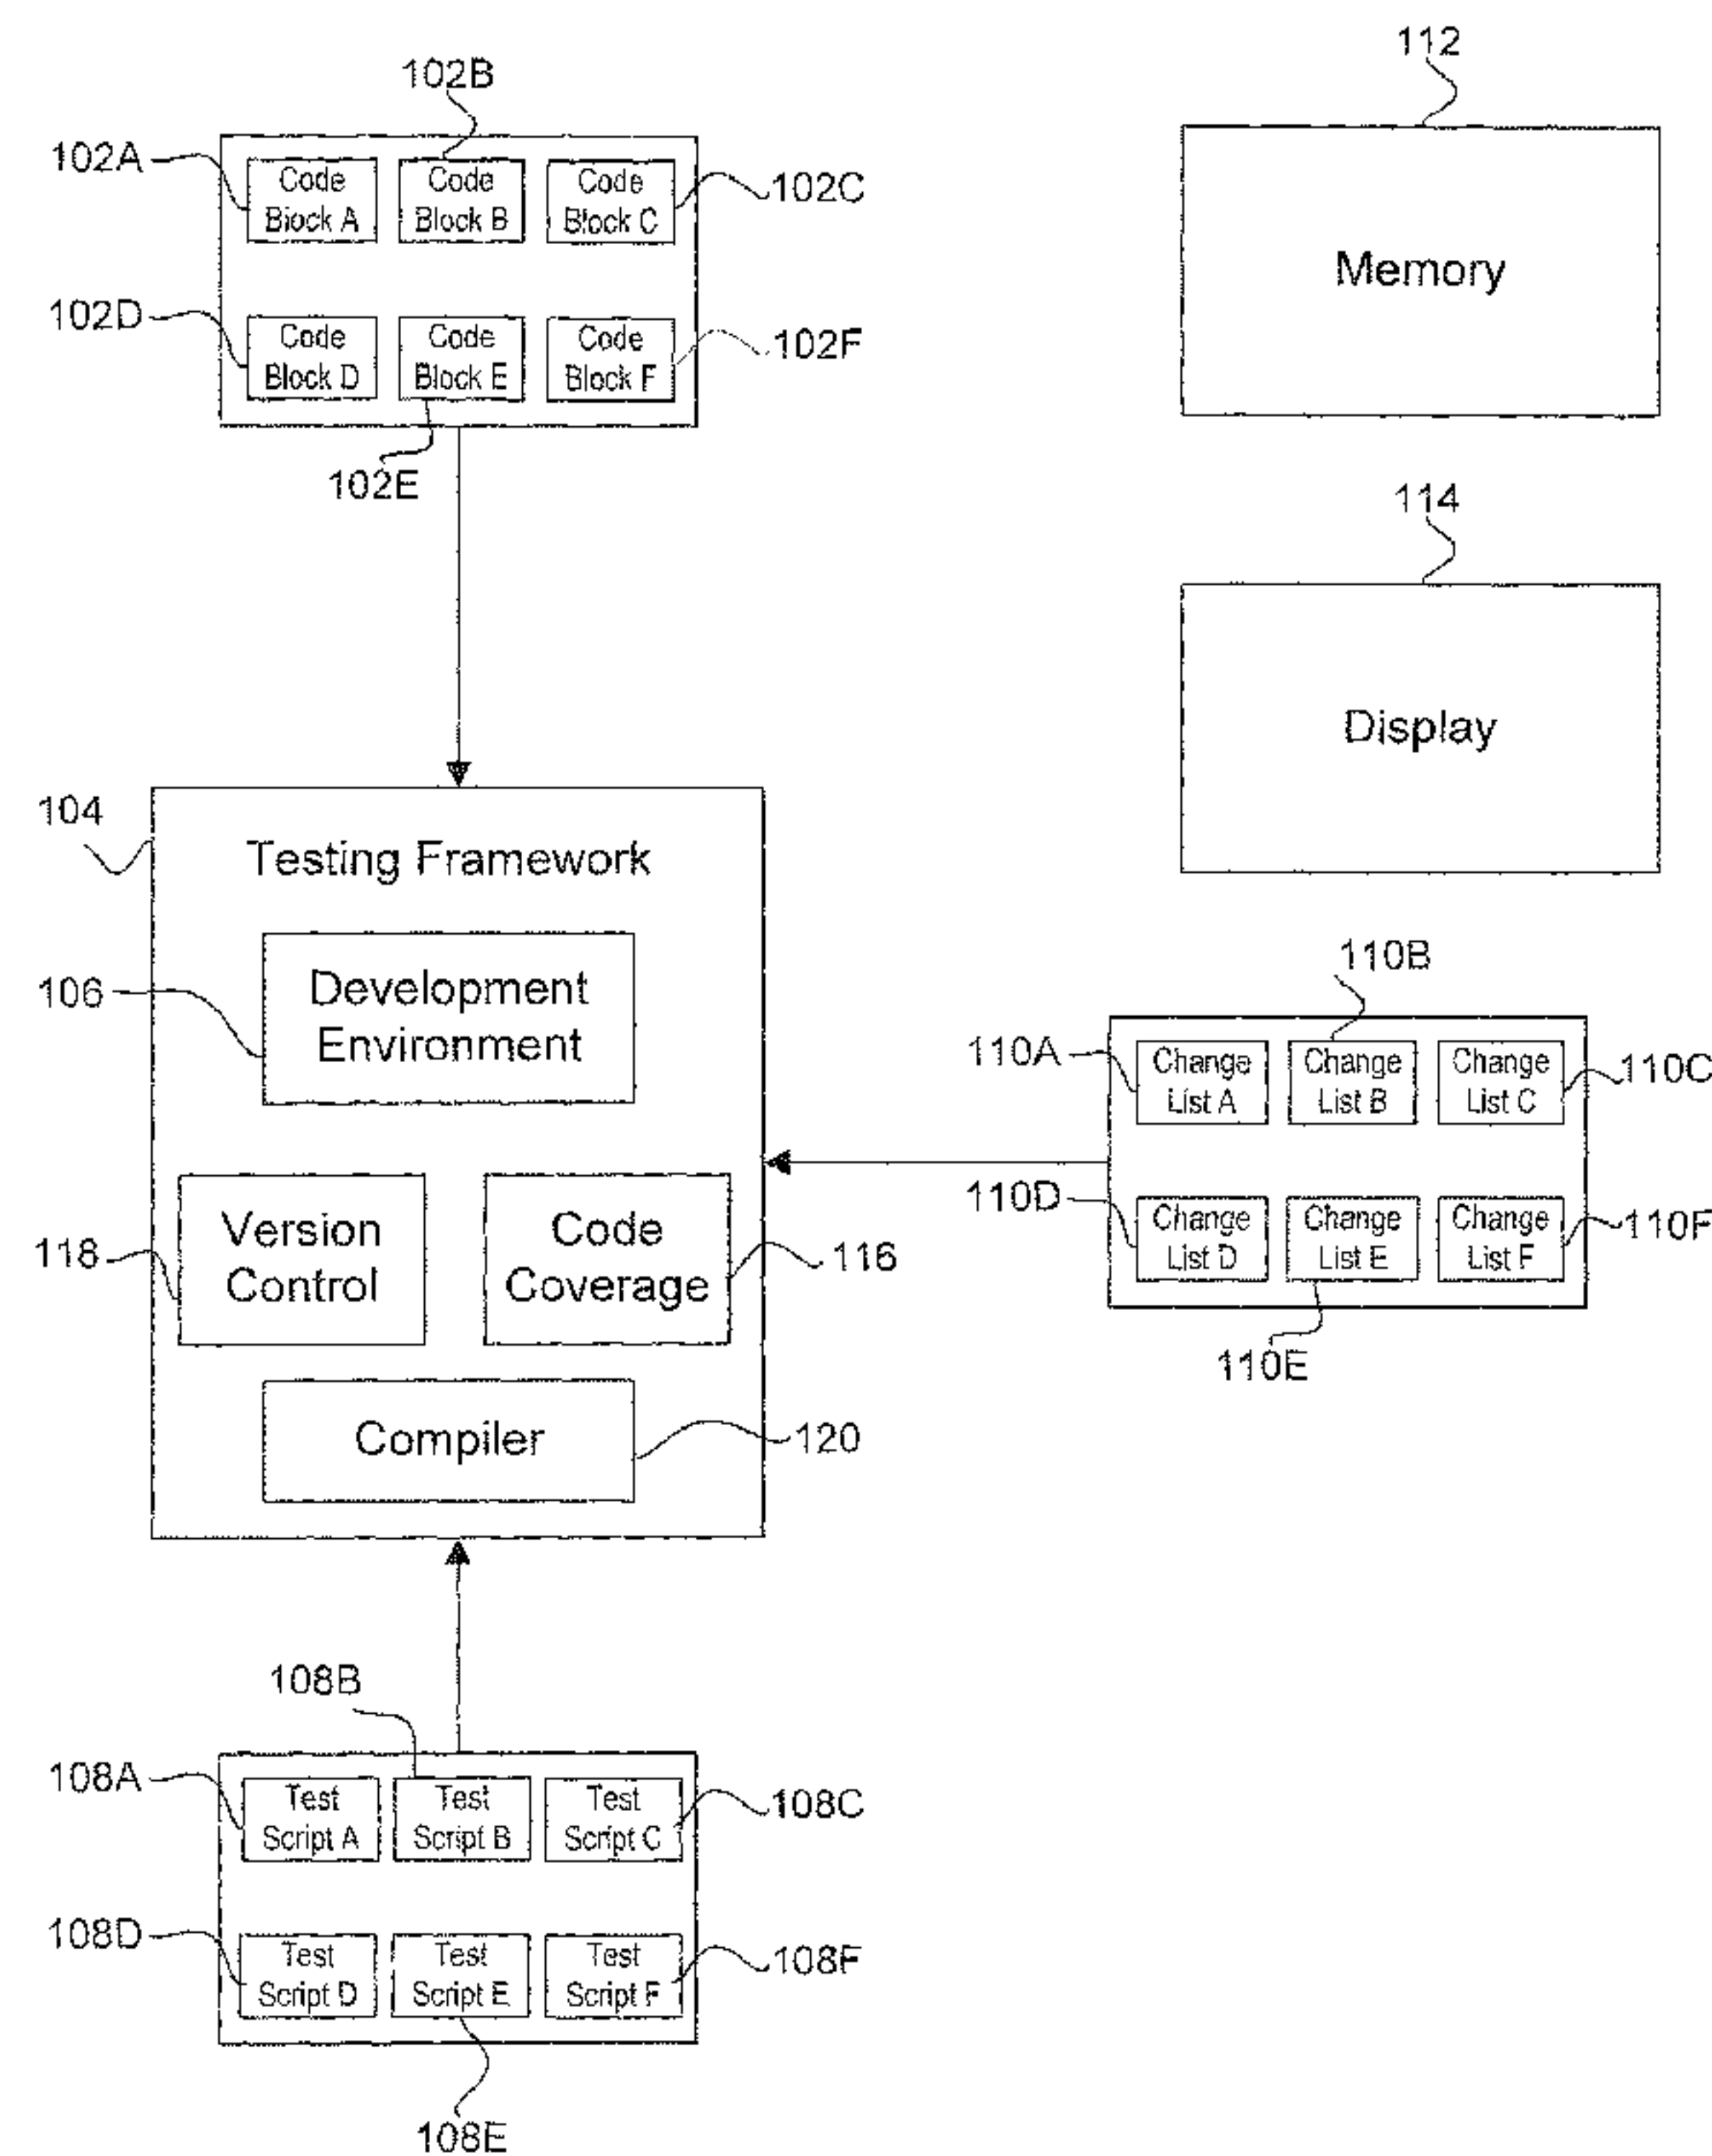 102B
112
102A
Code
Block A
Code
Block B
Code
Block C
102C
Memory
102D
Code
Block D
Code
Block E
Code
Block F
102F
102E
114
Display
104
Testing Framework
106
Development
Environment
110B
110A
Change
List A
Change
List B
Change
List C
110C
110D
Change
List D
Change
List E
Change
List F
110F
110E
118
Version
Control
Code
Coverage
116
Compiler
120
108B
108A
Test
Script A
Test
Script B
Test
Script C
108C
108D
Test
Script D
Test
Script E
Test
Script F
108F
108E